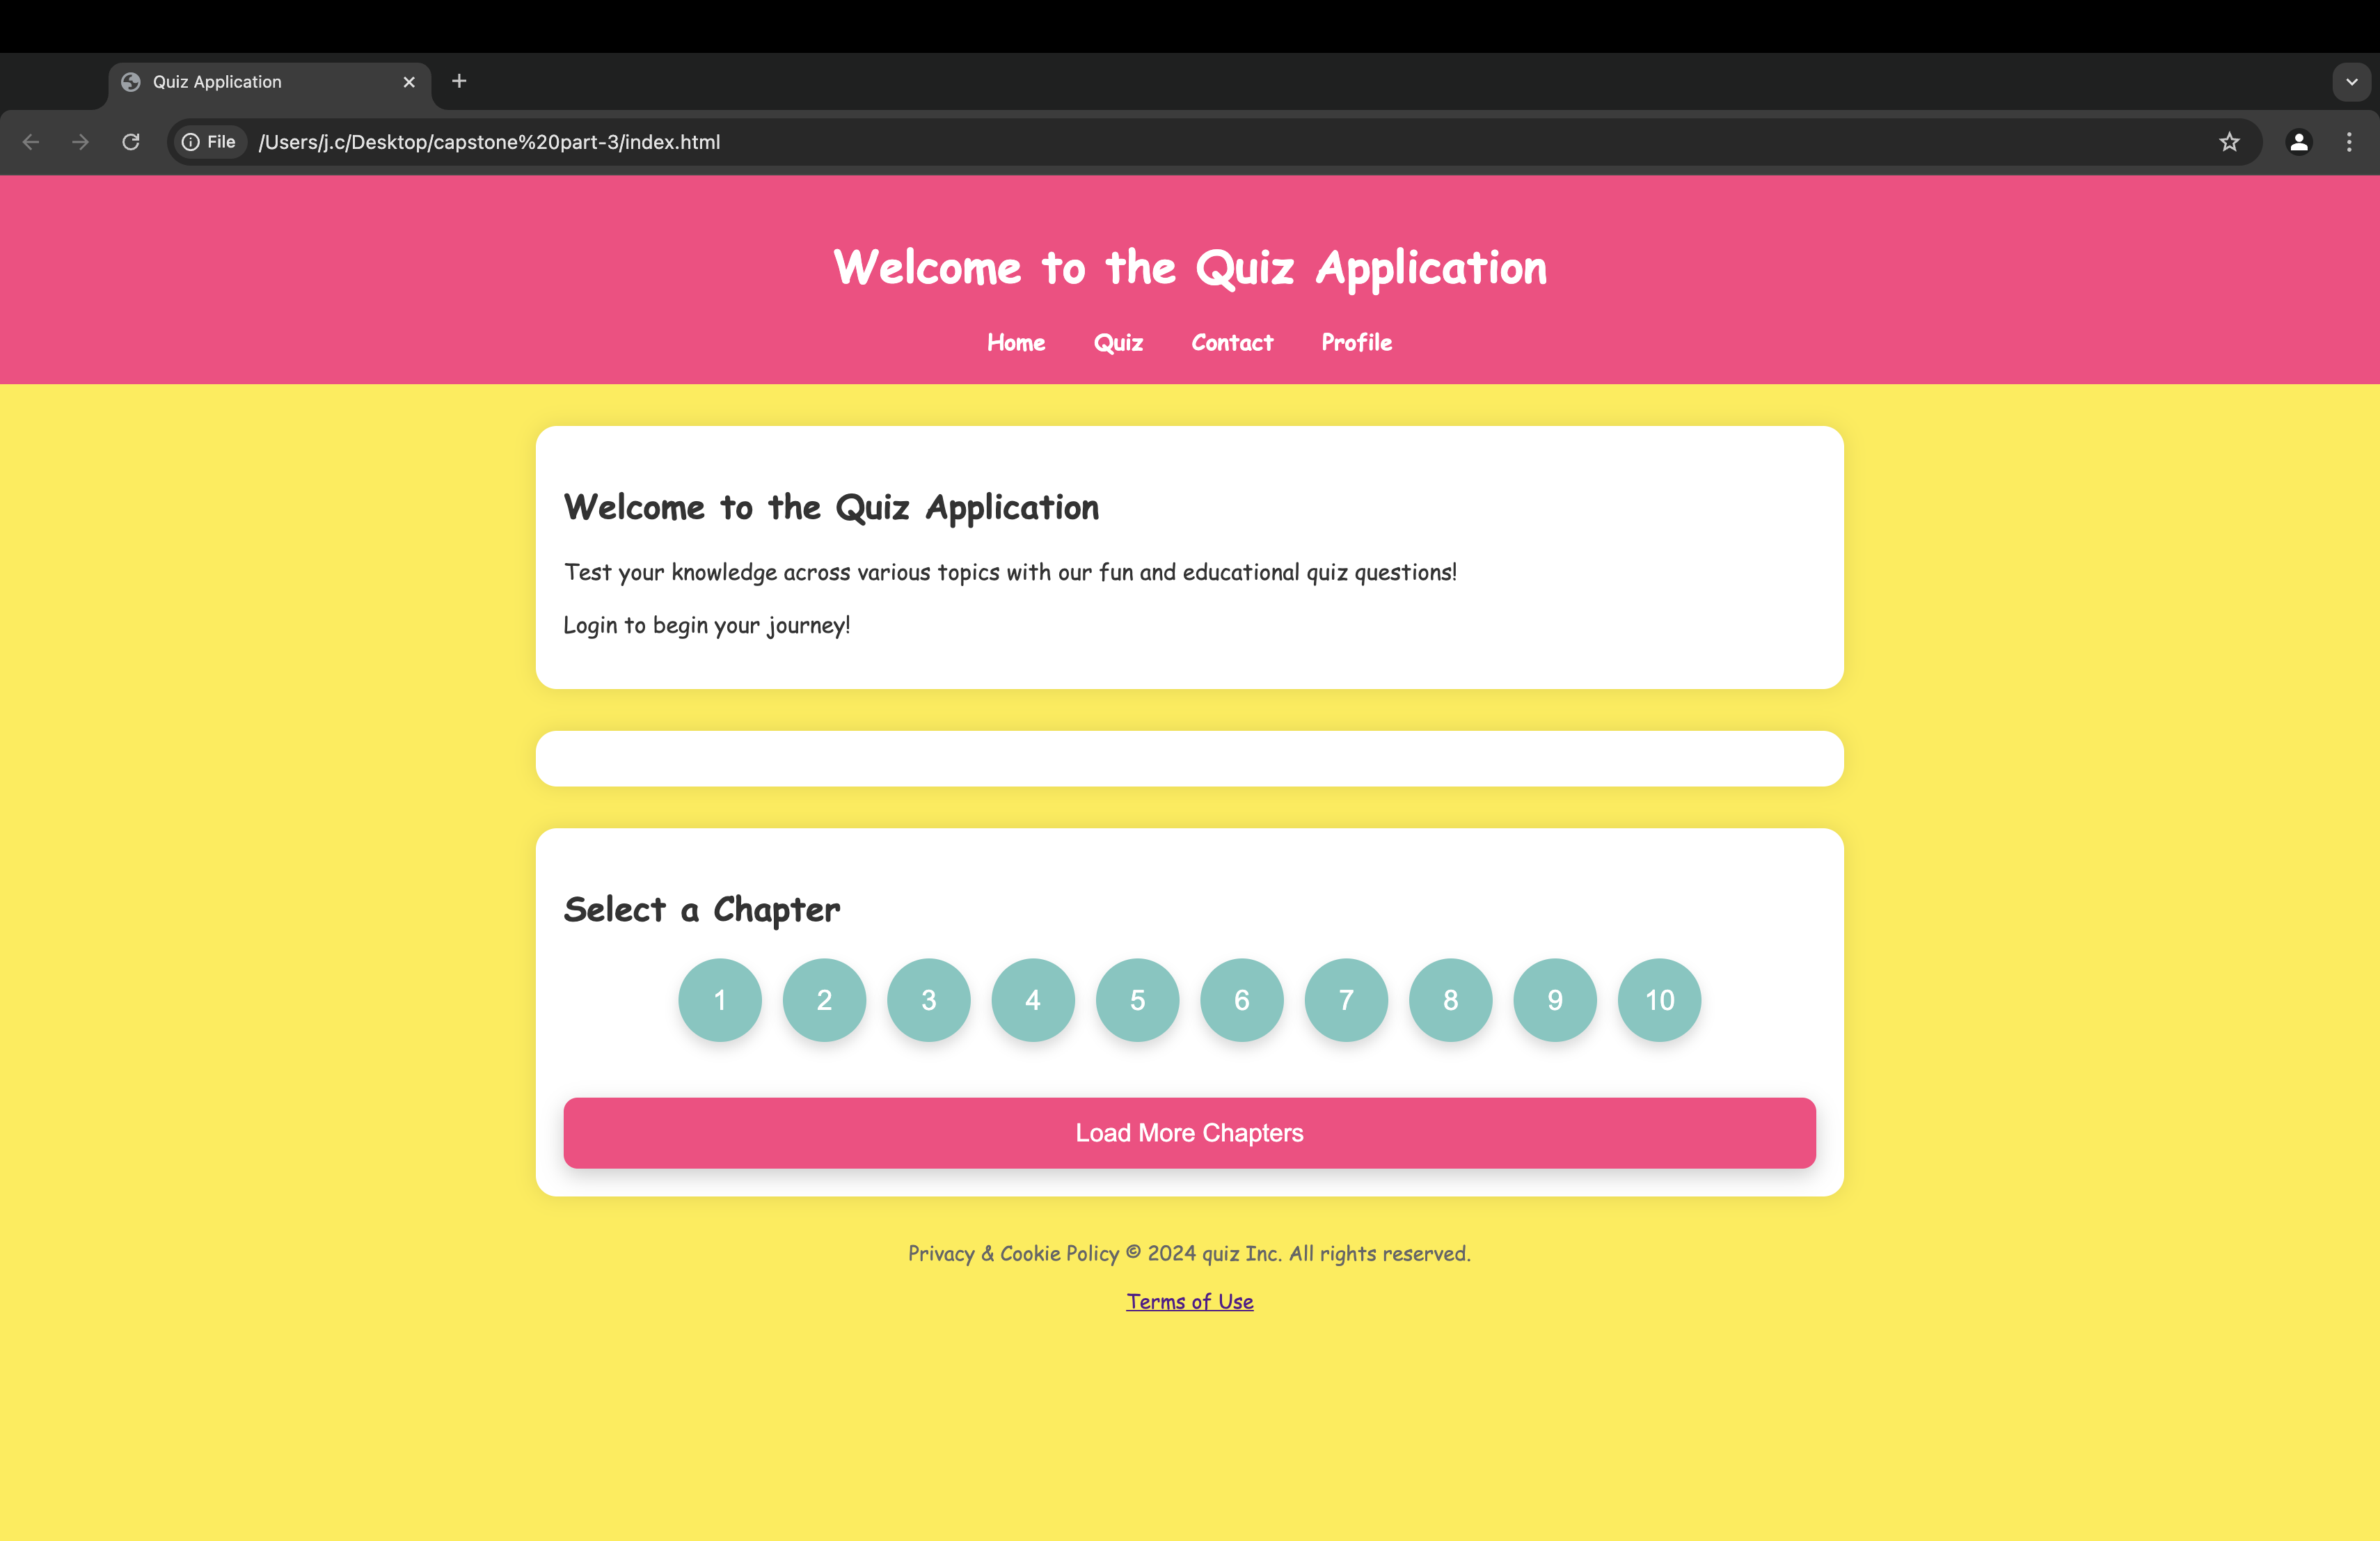 Quiz Application
File /Users/j.c/Desktop/capstone%20part-3/index.html
Welcome to the Quiz Application
Home Quiz Contact Profile
Welcome to the Quiz Application
Test your knowledge across various topics with our fun and educational quiz questions!
Login to begin your journey!
Select a Chapter
1 2 3 4 5 6 7 8 9 10
Load More Chapters
Privacy & Cookie Policy © 2024 quiz Inc. All rights reserved.
Terms of Use